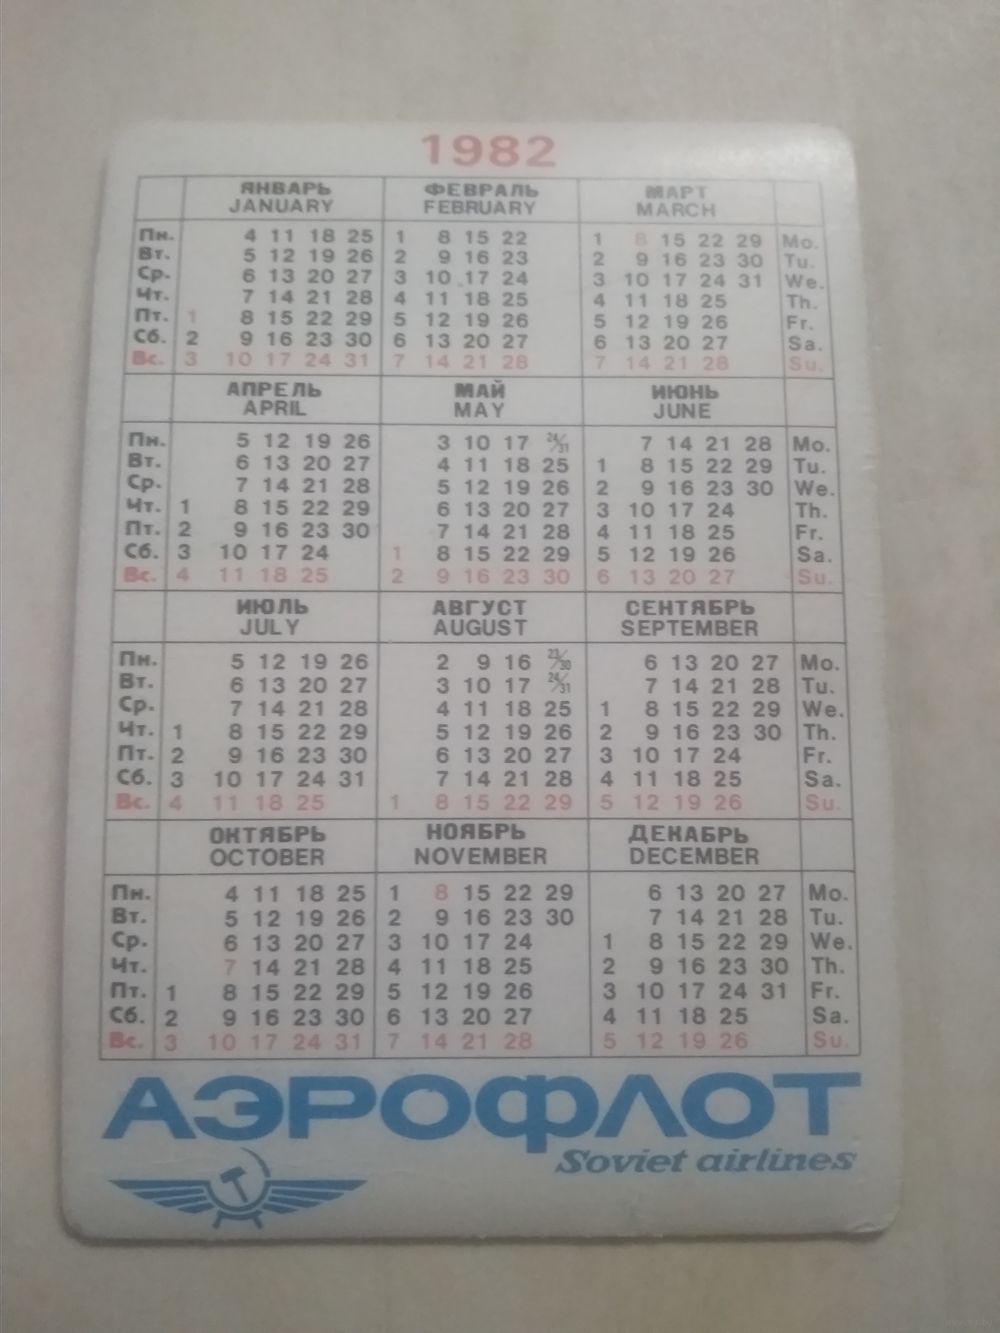 1982
ЯНВАРЬ ФЕВРАЛЬ МАРТ
JANUARY FEBRUARY MARCH
Пн. 4 11 18 25 1 8 15 22 1 8 15 22 29 Mo.
Вт. 5 12 19 26 2 9 16 23 2 9 16 23 30 Tu.
Ср. 6 13 20 27 3 10 17 24 3 10 17 24 31 We.
Чт. 7 14 21 28 4 11 18 25 4 11 18 25 Th.
Пт. 1 8 15 22 29 5 12 19 26 5 12 19 26 Fr.
Сб. 2 9 16 23 30 6 13 20 27 6 13 20 27 Sa.
Вс. 3 10 17 24 31 7 14 21 28 7 14 21 28 Su.
АПРЕЛЬ МАЙ ИЮНЬ
APRIL MAY JUNE
Пн. 5 12 19 26 3 10 17 24/31 7 14 21 28 Mo.
Вт. 6 13 20 27 4 11 18 25 1 8 15 22 29 Tu.
Ср. 7 14 21 28 5 12 19 26 2 9 16 23 30 We.
Чт. 1 8 15 22 29 6 13 20 27 3 10 17 24 Th.
Пт. 2 9 16 23 30 7 14 21 28 4 11 18 25 Fr.
Сб. 3 10 17 24 1 8 15 22 29 5 12 19 26 Sa.
Вс. 4 11 18 25 2 9 16 23 30 6 13 20 27 Su.
ИЮЛЬ АВГУСТ СЕНТЯБРЬ
JULY AUGUST SEPTEMBER
Пн. 5 12 19 26 2 9 16 23/30 6 13 20 27 Mo.
Вт. 6 13 20 27 3 10 17 24/31 7 14 21 28 Tu.
Ср. 7 14 21 28 4 11 18 25 1 8 15 22 29 We.
Чт. 1 8 15 22 29 5 12 19 26 2 9 16 23 30 Th.
Пт. 2 9 16 23 30 6 13 20 27 3 10 17 24 Fr.
Сб. 3 10 17 24 31 7 14 21 28 4 11 18 25 Sa.
Вс. 4 11 18 25 1 8 15 22 29 5 12 19 26 Su.
ОКТЯБРЬ НОЯБРЬ ДЕКАБРЬ
OCTOBER NOVEMBER DECEMBER
Пн. 4 11 18 25 1 8 15 22 29 6 13 20 27 Mo.
Вт. 5 12 19 26 2 9 16 23 30 7 14 21 28 Tu.
Ср. 6 13 20 27 3 10 17 24 1 8 15 22 29 We.
Чт. 7 14 21 28 4 11 18 25 2 9 16 23 30 Th.
Пт. 1 8 15 22 29 5 12 19 26 3 10 17 24 31 Fr.
Сб. 2 9 16 23 30 6 13 20 27 4 11 18 25 Sa.
Вс. 3 10 17 24 31 7 14 21 28 5 12 19 26 Su.
АЭРОФЛОТ
Soviet airlines